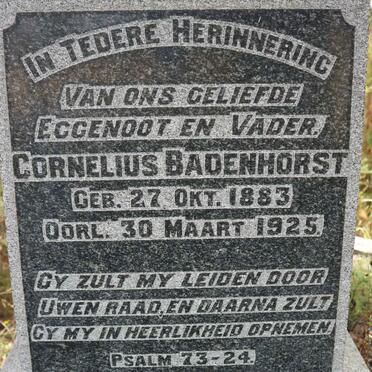 In Tedere Herinnering
Van ons geliefde
Eggenoot en Vader.
Cornelius Badenhorst
Geb. 27 Okt. 1883
Oorl. 30 Maart 1925.
Gy zult my leiden door
Uwen raad, en daarna zult
Gy my in heerlikheid opnemen.
Psalm 73-24.